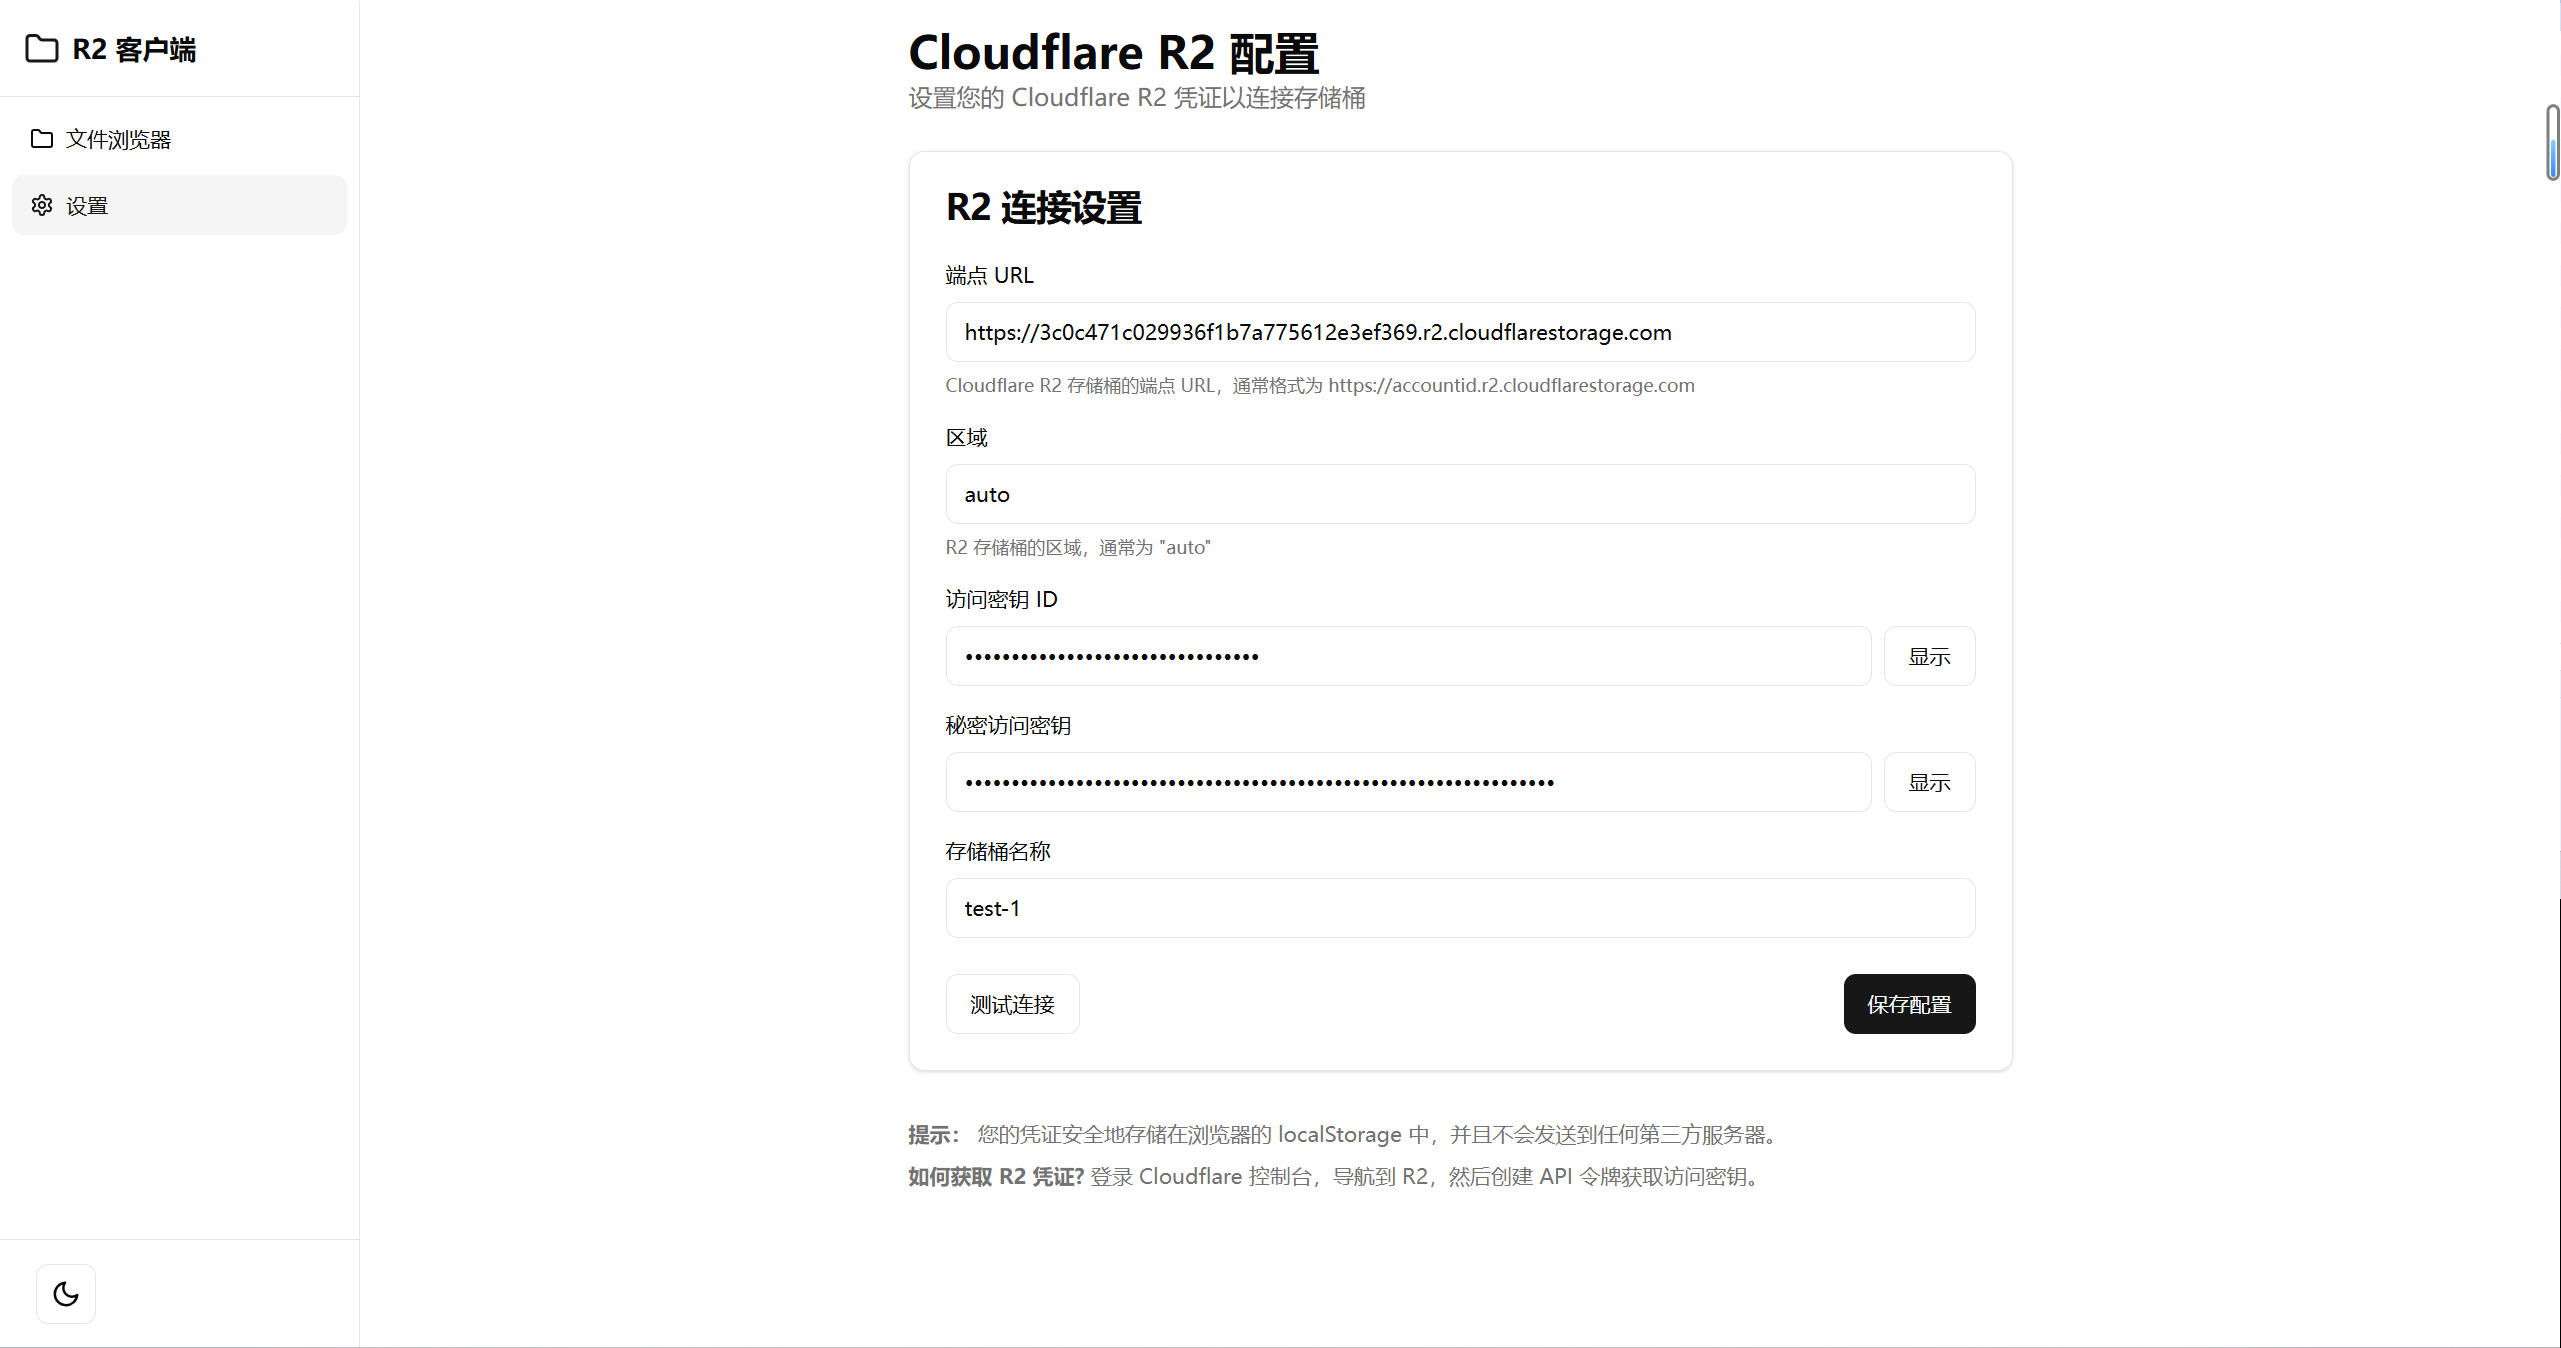 R2 客户端
文件浏览器
设置
Cloudflare R2 配置
设置您的 Cloudflare R2 凭证以连接存储桶
R2 连接设置
端点 URL
https://3c0c471c029936f1b7a775612e3ef369.r2.cloudflarestorage.com
Cloudflare R2 存储桶的端点 URL，通常格式为 https://accountid.r2.cloudflarestorage.com
区域
auto
R2 存储桶的区域，通常为 "auto"
访问密钥 ID
••••••••••••••••••••••••••••••••
显示
秘密访问密钥
••••••••••••••••••••••••••••••••••••••••••••••••••••••••••••••••
显示
存储桶名称
test-1
测试连接
保存配置
提示： 您的凭证安全地存储在浏览器的 localStorage 中，并且不会发送到任何第三方服务器。
如何获取 R2 凭证? 登录 Cloudflare 控制台，导航到 R2，然后创建 API 令牌获取访问密钥。